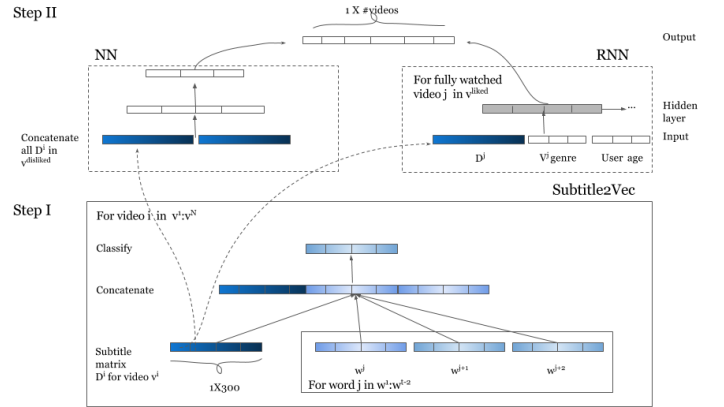 Step II
1 X #videos
Output
NN
RNN
For fully watched
video j in v^liked
Hidden
layer
...
Concatenate
all D^i in
v^disliked
Input
D^j
V^j genre
User age
Subtitle2Vec
Step I
For video i in v^1:v^N
Classify
Concatenate
Subtitle
matrix
D^i for video v^i
1X300
w^j
w^j+1
w^j+2
For word j in w^1:w^l-2